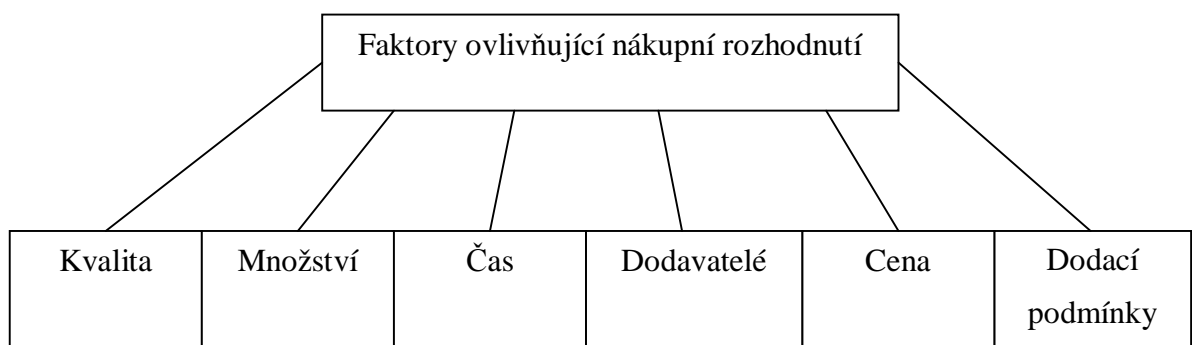 Faktory ovlivňující nákupní rozhodnutí
Kvalita
Množství
Čas
Dodavatelé
Cena
Dodací
podmínky